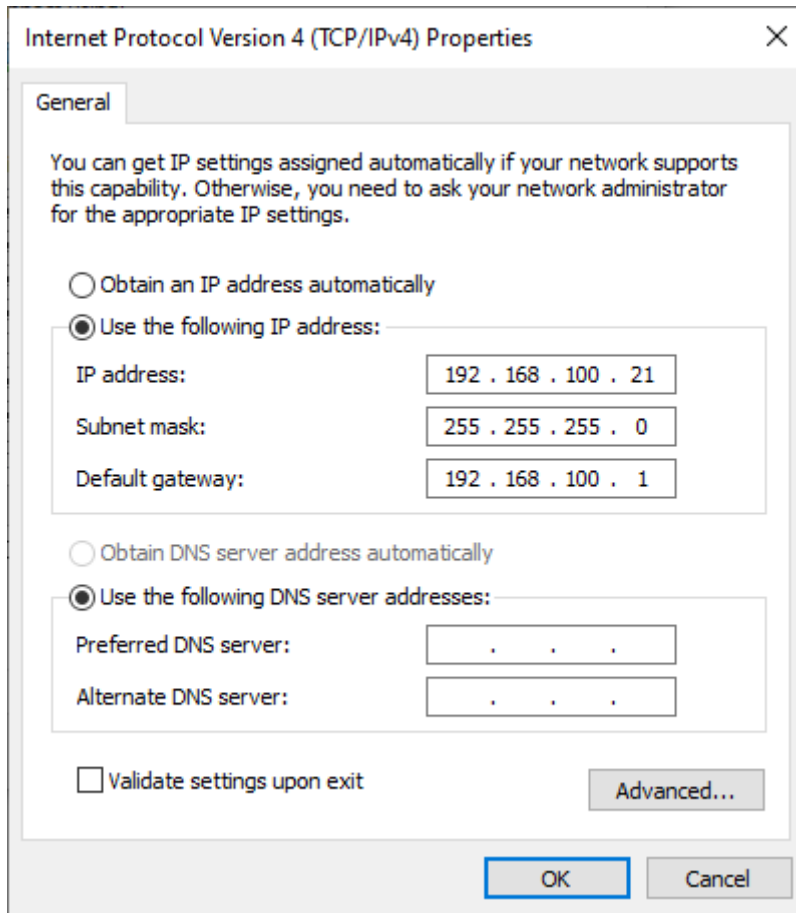 Internet Protocol Version 4 (TCP/IPv4) Properties
General
You can get IP settings assigned automatically if your network supports
this capability. Otherwise, you need to ask your network administrator
for the appropriate IP settings.
Obtain an IP address automatically
Use the following IP address:
IP address: 192 . 168 . 100 . 21
Subnet mask: 255 . 255 . 255 . 0
Default gateway: 192 . 168 . 100 . 1
Obtain DNS server address automatically
Use the following DNS server addresses:
Preferred DNS server: . . .
Alternate DNS server: . . .
Validate settings upon exit
Advanced...
OK Cancel